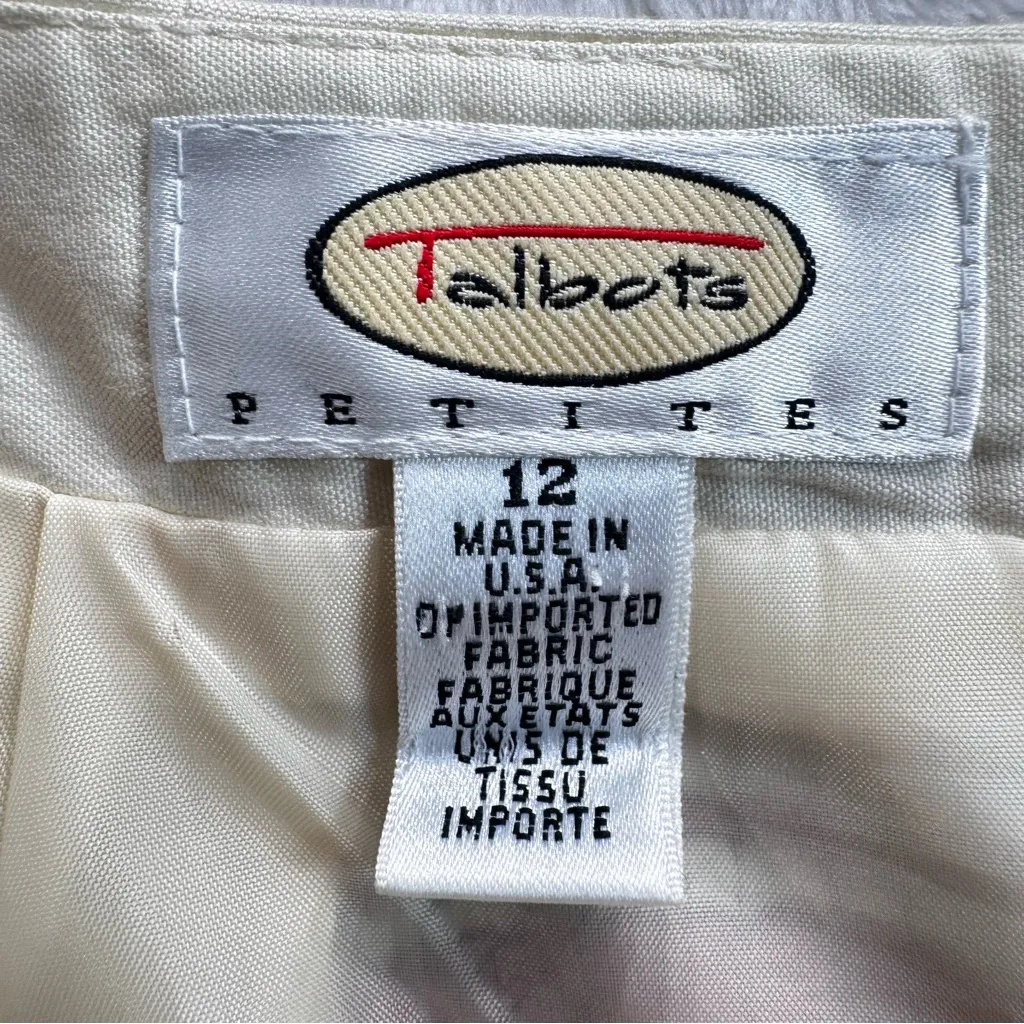 Talbots
PETITES
12
MADE IN
U.S.A.
OF IMPORTED
FABRIC
FABRIQUE
AUX ETATS
UNIS DE
TISSU
IMPORTE